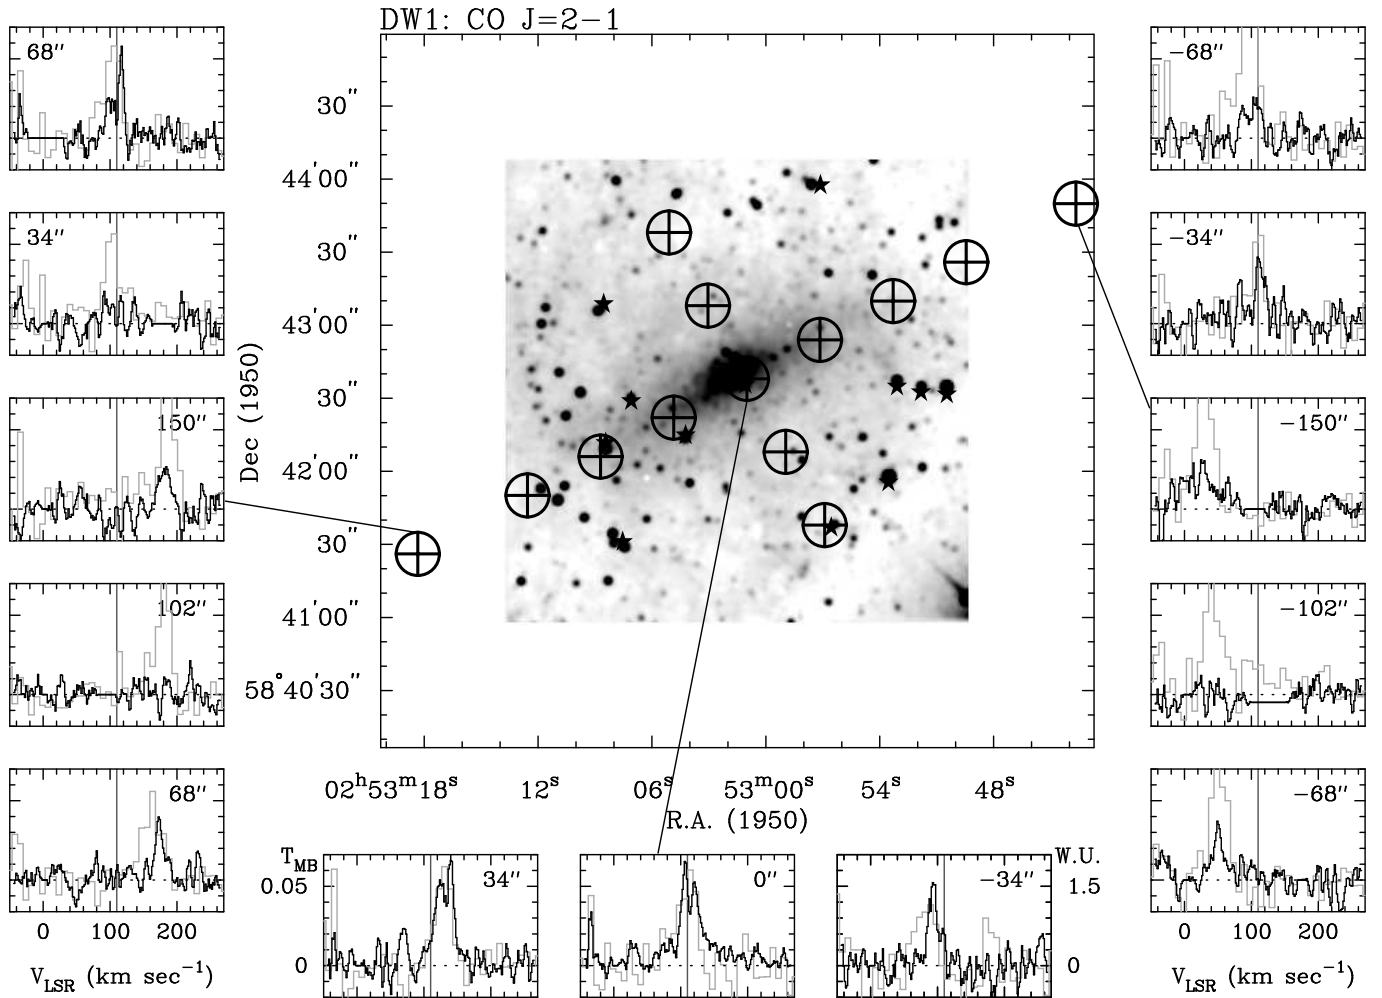 DW1: CO J=2−1
68″
34″
150″
102″
68″
0 100 200
V_LSR (km sec⁻¹)
30″
44′00″
30″
43′00″
30″
42′00″
30″
41′00″
58°40′30″
Dec (1950)
02ʰ53ᵐ18ˢ 12ˢ 06ˢ 53ᵐ00ˢ 54ˢ 48ˢ
R.A. (1950)
T_MB
0.05
0
34″
0″
−34″
W.U.
1.5
0
−68″
−34″
−150″
−102″
−68″
0 100 200
V_LSR (km sec⁻¹)